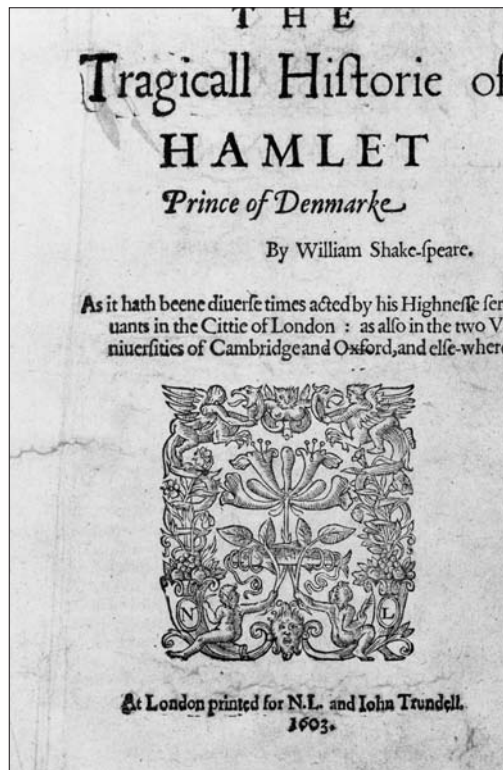 THE
Tragicall Hiſtorie of
HAMLET
Prince of Denmarke
By William Shake-ſpeare.
As it hath beene diuerſe times acted by his Highneſſe ſer
uants in the Cittie of London : as alſo in the two V
niuerſities of Cambridge and Oxford, and elſe-where
N L
At London printed for N.L. and Iohn Trundell.
1603.